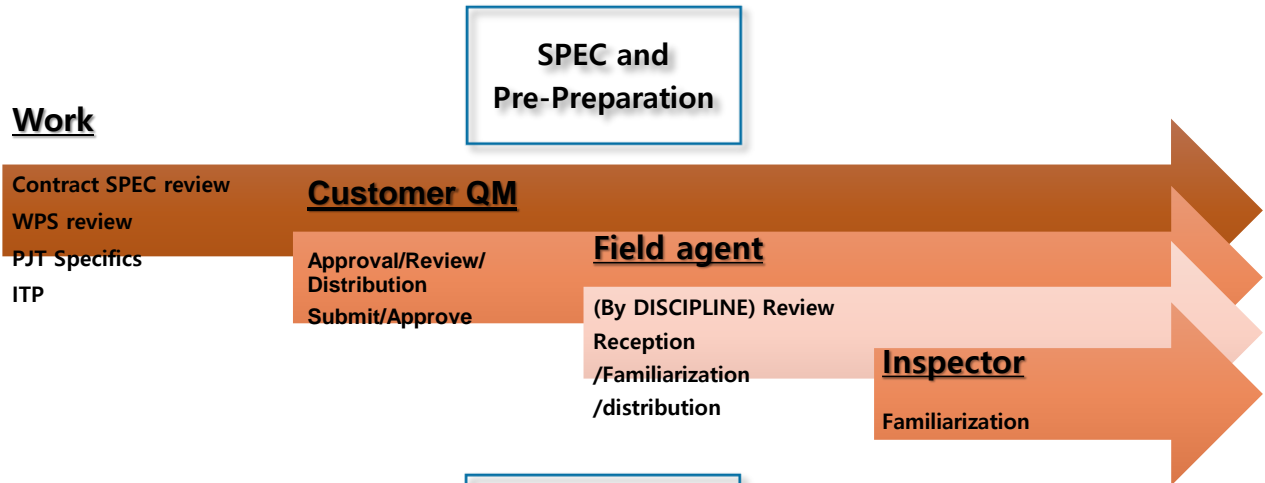 SPEC and
Pre-Preparation
Work
Contract SPEC review
WPS review
PJT Specifics
ITP
Customer QM
Approval/Review/
Distribution
Submit/Approve
Field agent
(By DISCIPLINE) Review
Reception
/Familiarization
/distribution
Inspector
Familiarization